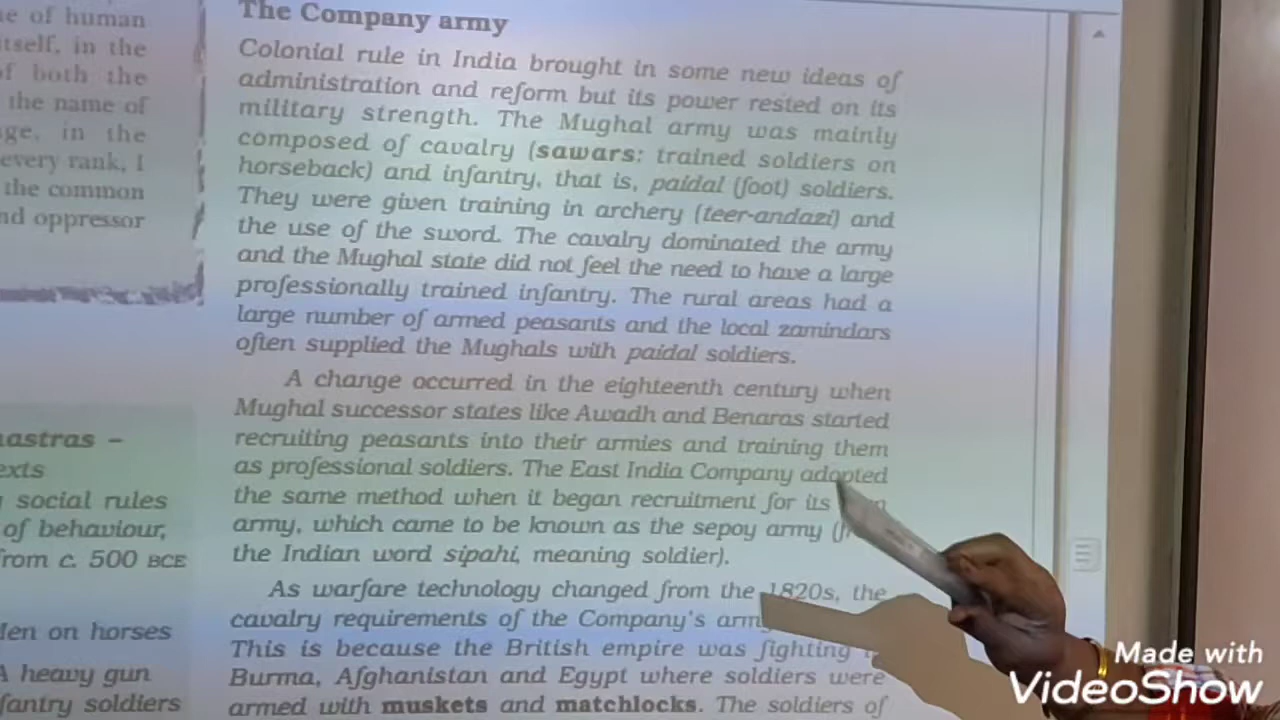 e of human
itself, in the
of both the
the name of
ge, in the
every rank, I
the common
nd oppressor
astras –
exts
social rules
of behaviour,
from c. 500 BCE
Men on horses
A heavy gun
fantry soldiers
The Company army
Colonial rule in India brought in some new ideas of
administration and reform but its power rested on its
military strength. The Mughal army was mainly
composed of cavalry (sawars: trained soldiers on
horseback) and infantry, that is, paidal (foot) soldiers.
They were given training in archery (teer-andazi) and
the use of the sword. The cavalry dominated the army
and the Mughal state did not feel the need to have a large
professionally trained infantry. The rural areas had a
large number of armed peasants and the local zamindars
often supplied the Mughals with paidal soldiers.
A change occurred in the eighteenth century when
Mughal successor states like Awadh and Benaras started
recruiting peasants into their armies and training them
as professional soldiers. The East India Company adopted
the same method when it began recruitment for its
army, which came to be known as the sepoy army
the Indian word sipahi, meaning soldier).
As warfare technology changed from the 1820s, the
cavalry requirements of the Company's army
This is because the British empire was fighting
Burma, Afghanistan and Egypt where soldiers were
armed with muskets and matchlocks. The soldiers of
Made with
VideoShow